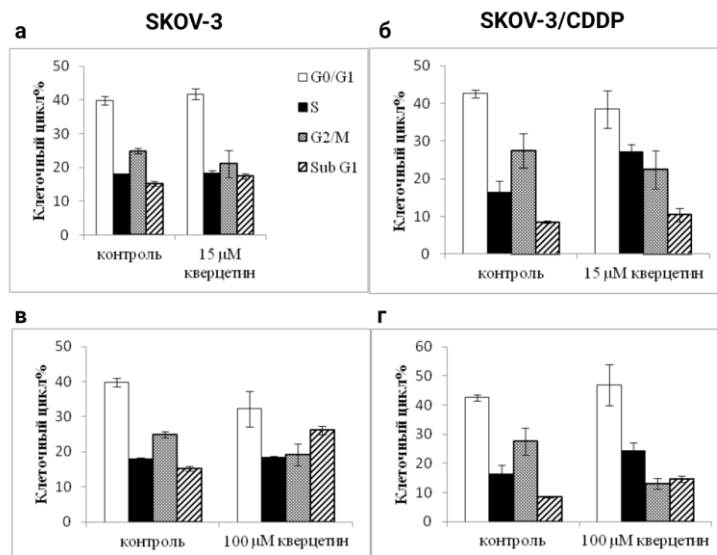 SKOV-3 SKOV-3/CDDP
а б
Клеточный цикл%
50
40
30
20
10
0
контроль 15 µM
кверцетин
G0/G1
S
G2/M
Sub G1
Клеточный цикл%
50
40
30
20
10
0
контроль 15 µM кверцетин
в г
Клеточный цикл%
50
40
30
20
10
0
контроль 100 µM кверцетин
Клеточный цикл%
60
50
40
30
20
10
0
контроль 100 µM кверцетин